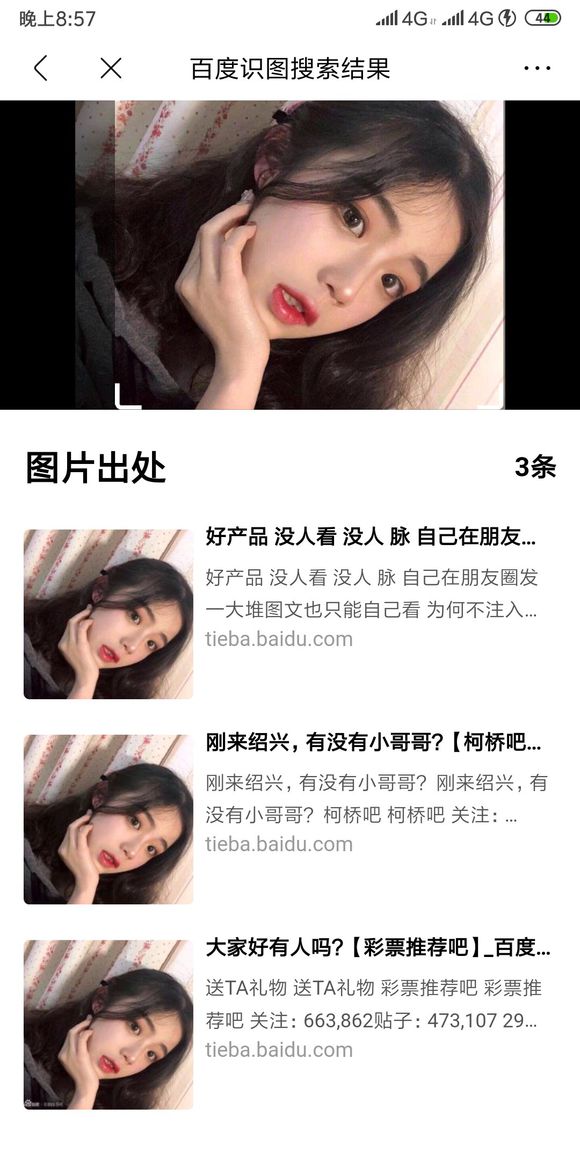 晚上8:57
4G
4G
44
百度识图搜索结果
图片出处
3条
好产品 没人看 没人 脉 自己在朋友...
好产品 没人看 没人 脉 自己在朋友圈发
一大堆图文也只能自己看 为何不注入...
tieba.baidu.com
刚来绍兴，有没有小哥哥?【柯桥吧...
刚来绍兴，有没有小哥哥？刚来绍兴，有
没有小哥哥？柯桥吧 柯桥吧 关注：...
tieba.baidu.com
大家好有人吗?【彩票推荐吧】_百度...
送TA礼物 送TA礼物 彩票推荐吧 彩票推
荐吧 关注：663,862贴子：473,107 29...
tieba.baidu.com